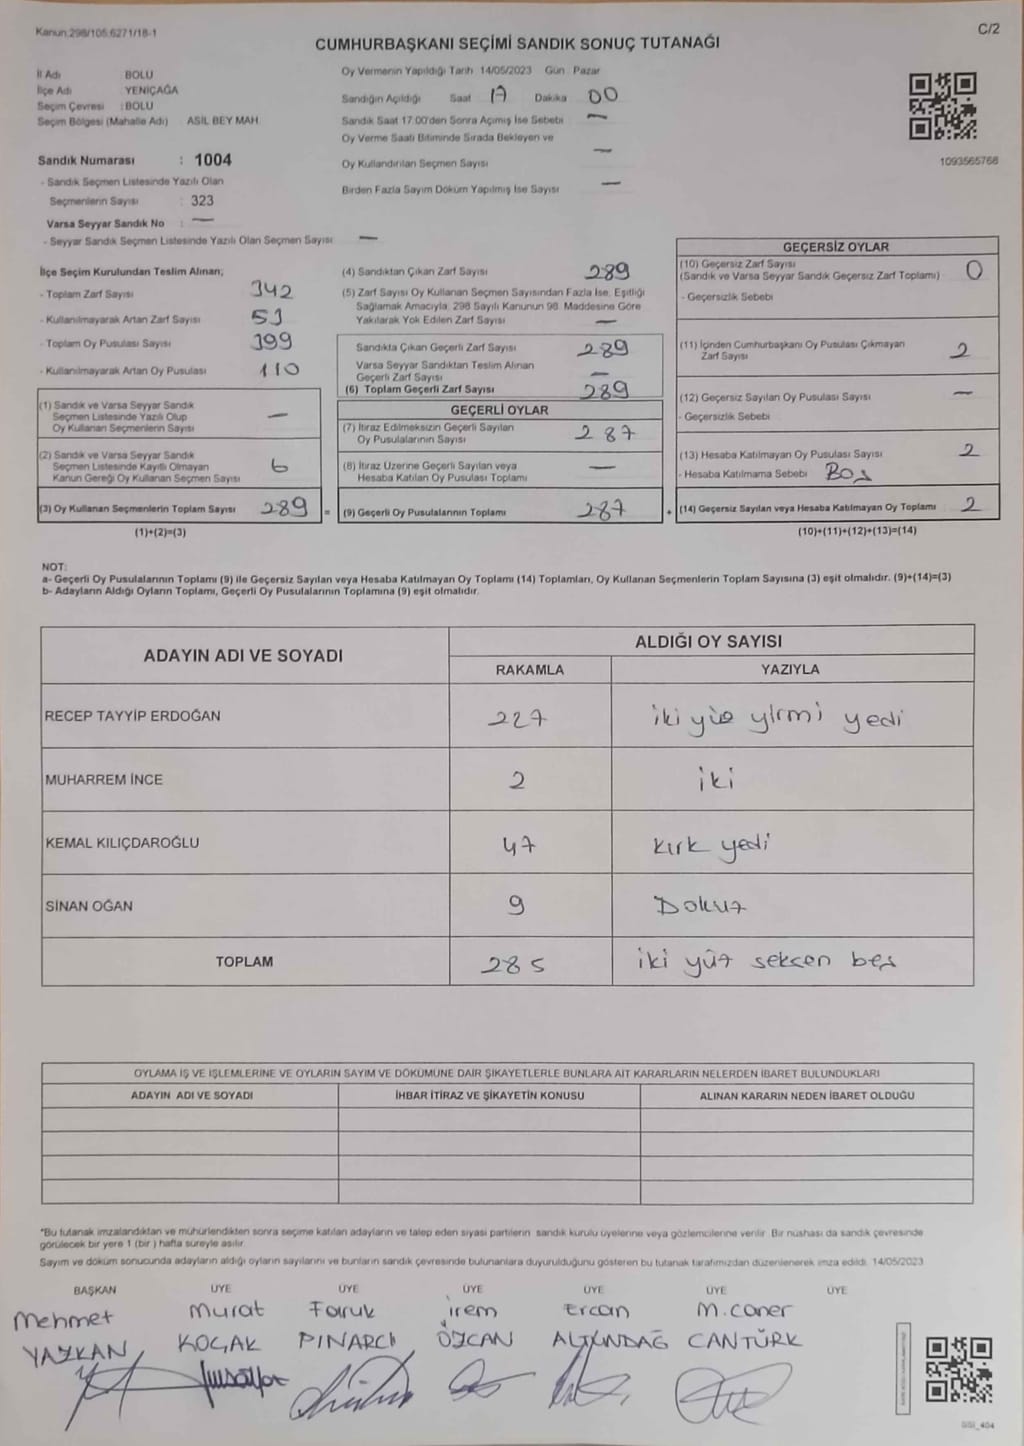 Kanun:298/105,6271/18-1
C/2
CUMHURBAŞKANI SEÇİMİ SANDIK SONUÇ TUTANAĞI
İl Adı : BOLU
İlçe Adı : YENİÇAĞA
Seçim Çevresi : BOLU
Seçim Bölgesi (Mahalle Adı) : ASIL BEY MAH.
Sandık Numarası : 1004
- Sandık Seçmen Listesinde Yazılı Olan
Seçmenlerin Sayısı : 323
Varsa Seyyar Sandık No : —
- Seyyar Sandık Seçmen Listesinde Yazılı Olan Seçmen Sayısı —
Oy Vermenin Yapıldığı Tarih 14/05/2023 Gün : Pazar
Sandığın Açıldığı Saat 17 Dakika 00
Sandık Saat 17:00'den Sonra Açımış İse Sebebi —
Oy Verme Saati Bitiminde Sırada Bekleyen ve
Oy Kullandırılan Seçmen Sayısı —
Birden Fazla Sayım Döküm Yapılmış İse Sayısı —
1093565768
İlçe Seçim Kurulundan Teslim Alınan;
- Toplam Zarf Sayısı 342
- Kullanılmayarak Artan Zarf Sayısı 53
- Toplam Oy Pusulası Sayısı 399
- Kullanılmayarak Artan Oy Pusulası 110
(1) Sandık ve Varsa Seyyar Sandık
Seçmen Listesinde Yazılı Olup
Oy Kullanan Seçmenlerin Sayısı —
(2) Sandık ve Varsa Seyyar Sandık
Seçmen Listesinde Kayıtlı Olmayan
Kanun Gereği Oy Kullanan Seçmen Sayısı 6
(3) Oy Kullanan Seçmenlerin Toplam Sayısı 289 =
(1)+(2)=(3)
(4) Sandıktan Çıkan Zarf Sayısı 289
(5) Zarf Sayısı Oy Kullanan Seçmen Sayısından Fazla İse, Eşitliği
Sağlamak Amacıyla, 298 Sayılı Kanunun 98. Maddesine Göre
Yakılarak Yok Edilen Zarf Sayısı —
Sandıkta Çıkan Geçerli Zarf Sayısı 289
Varsa Seyyar Sandıktan Teslim Alınan
Geçerli Zarf Sayısı —
(6) Toplam Geçerli Zarf Sayısı 289
GEÇERLİ OYLAR
(7) İtiraz Edilmeksizin Geçerli Sayılan
Oy Pusulalarının Sayısı 287
(8) İtiraz Üzerine Geçerli Sayılan veya
Hesaba Katılan Oy Pusulası Toplamı —
(9) Geçerli Oy Pusulalarının Toplamı 287 +
GEÇERSİZ OYLAR
(10) Geçersiz Zarf Sayısı
(Sandık ve Varsa Seyyar Sandık Geçersiz Zarf Toplamı) 0
- Geçersizlik Sebebi
(11) İçinden Cumhurbaşkanı Oy Pusulası Çıkmayan
Zarf Sayısı 2
(12) Geçersiz Sayılan Oy Pusulası Sayısı —
- Geçersizlik Sebebi
(13) Hesaba Katılmayan Oy Pusulası Sayısı 2
- Hesaba Katılmama Sebebi Boş
(14) Geçersiz Sayılan veya Hesaba Katılmayan Oy Toplamı 2
(10)+(11)+(12)+(13)=(14)
NOT:
a- Geçerli Oy Pusulalarının Toplamı (9) ile Geçersiz Sayılan veya Hesaba Katılmayan Oy Toplamı (14) Toplamları, Oy Kullanan Seçmenlerin Toplam Sayısına (3) eşit olmalıdır. (9)+(14)=(3)
b- Adayların Aldığı Oyların Toplamı, Geçerli Oy Pusulalarının Toplamına (9) eşit olmalıdır.
ADAYIN ADI VE SOYADI
ALDIĞI OY SAYISI
RAKAMLA YAZIYLA
RECEP TAYYİP ERDOĞAN 227 iki yüz yirmi yedi
MUHARREM İNCE 2 iki
KEMAL KILIÇDAROĞLU 47 kırk yedi
SİNAN OĞAN 9 Dokuz
TOPLAM 285 iki yüz seksen beş
OYLAMA İŞ VE İŞLEMLERİNE VE OYLARIN SAYIM VE DÖKÜMÜNE DAİR ŞİKAYETLERLE BUNLARA AİT KARARLARIN NELERDEN İBARET BULUNDUKLARI
ADAYIN ADI VE SOYADI İHBAR İTİRAZ VE ŞİKAYETİN KONUSU ALINAN KARARIN NEDEN İBARET OLDUĞU
*Bu tutanak imzalandıktan ve mühürlendikten sonra seçime katılan adayların ve talep eden siyasi partilerin sandık kurulu üyelerine veya gözlemcilerine verilir. Bir nüshası da sandık çevresinde
görülecek bir yere 1 (bir ) hafta süreyle asılır.
Sayım ve döküm sonucunda adayların aldığı oyların sayılarını ve bunların sandık çevresinde bulunanlara duyurulduğunu gösteren bu tutanak tarafımızdan düzenlenerek imza edildi. 14/05/2023
BAŞKAN ÜYE ÜYE ÜYE ÜYE ÜYE ÜYE
Mehmet Murat Faruk irem Ercan M.caner
YAZKAN KOÇAK PINARCI ÖZCAN ALTUNDAĞ CANTÜRK